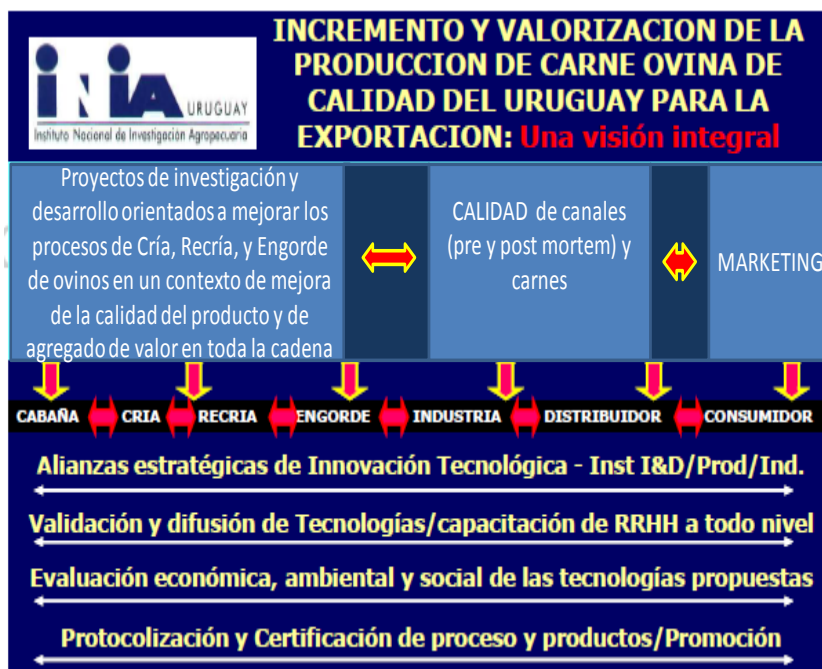 INCREMENTO Y VALORIZACION DE LA
PRODUCCION DE CARNE OVINA DE
CALIDAD DEL URUGUAY PARA LA
EXPORTACION: Una visión integral
inia URUGUAY
Instituto Nacional de Investigación Agropecuaria
Proyectos de investigación y
desarrollo orientados a mejorar los
procesos de Cría, Recría, y Engorde
de ovinos en un contexto de mejora
de la calidad del producto y de
agregado de valor en toda la cadena
CALIDAD de canales
(pre y post mortem) y
carnes
MARKETING
CABAÑA CRIA RECRIA ENGORDE INDUSTRIA DISTRIBUIDOR CONSUMIDOR
Alianzas estratégicas de Innovación Tecnológica - Inst I&D/Prod/Ind.
Validación y difusión de Tecnologías/capacitación de RRHH a todo nivel
Evaluación económica, ambiental y social de las tecnologías propuestas
Protocolización y Certificación de proceso y productos/Promoción